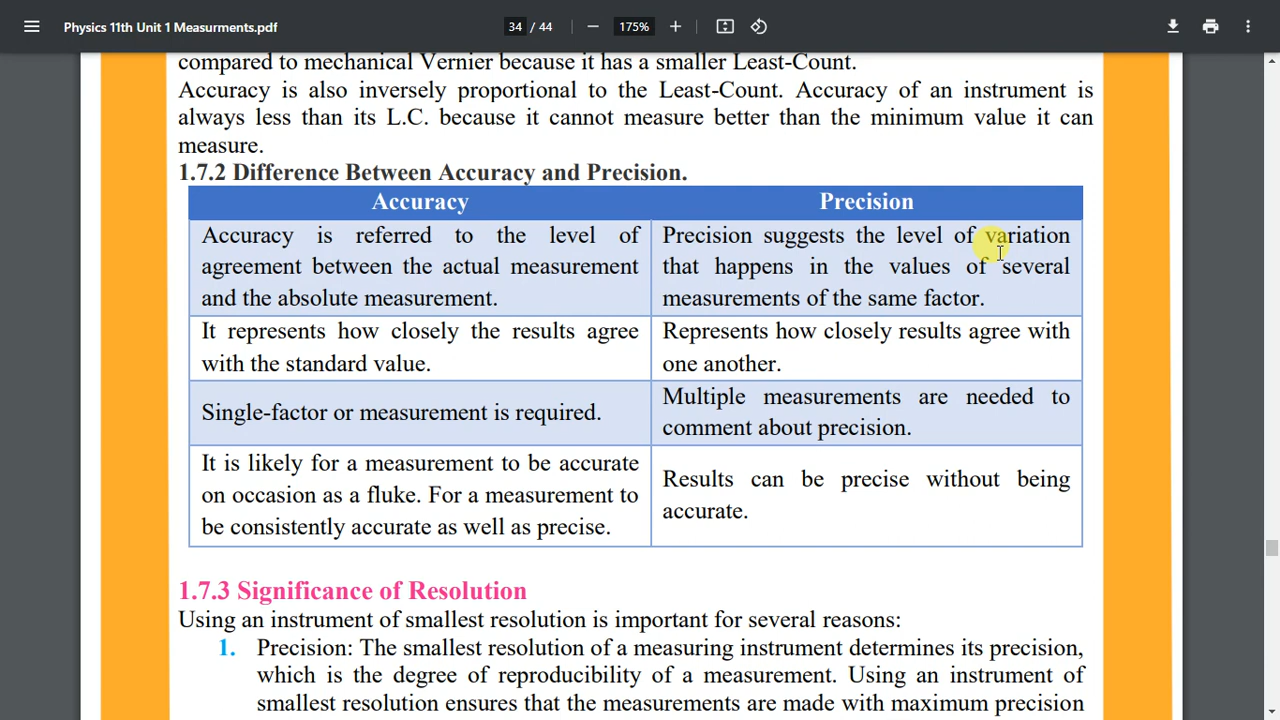 Physics 11th Unit 1 Measurments.pdf
34 / 44
175%
compared to mechanical Vernier because it has a smaller Least-Count.
Accuracy is also inversely proportional to the Least-Count. Accuracy of an instrument is
always less than its L.C. because it cannot measure better than the minimum value it can
measure.
1.7.2 Difference Between Accuracy and Precision.
Accuracy
Precision
Accuracy is referred to the level of
agreement between the actual measurement
and the absolute measurement.
Precision suggests the level of variation
that happens in the values of several
measurements of the same factor.
It represents how closely the results agree
with the standard value.
Represents how closely results agree with
one another.
Single-factor or measurement is required.
Multiple measurements are needed to
comment about precision.
It is likely for a measurement to be accurate
on occasion as a fluke. For a measurement to
be consistently accurate as well as precise.
Results can be precise without being
accurate.
1.7.3 Significance of Resolution
Using an instrument of smallest resolution is important for several reasons:
1. Precision: The smallest resolution of a measuring instrument determines its precision,
which is the degree of reproducibility of a measurement. Using an instrument of
smallest resolution ensures that the measurements are made with maximum precision